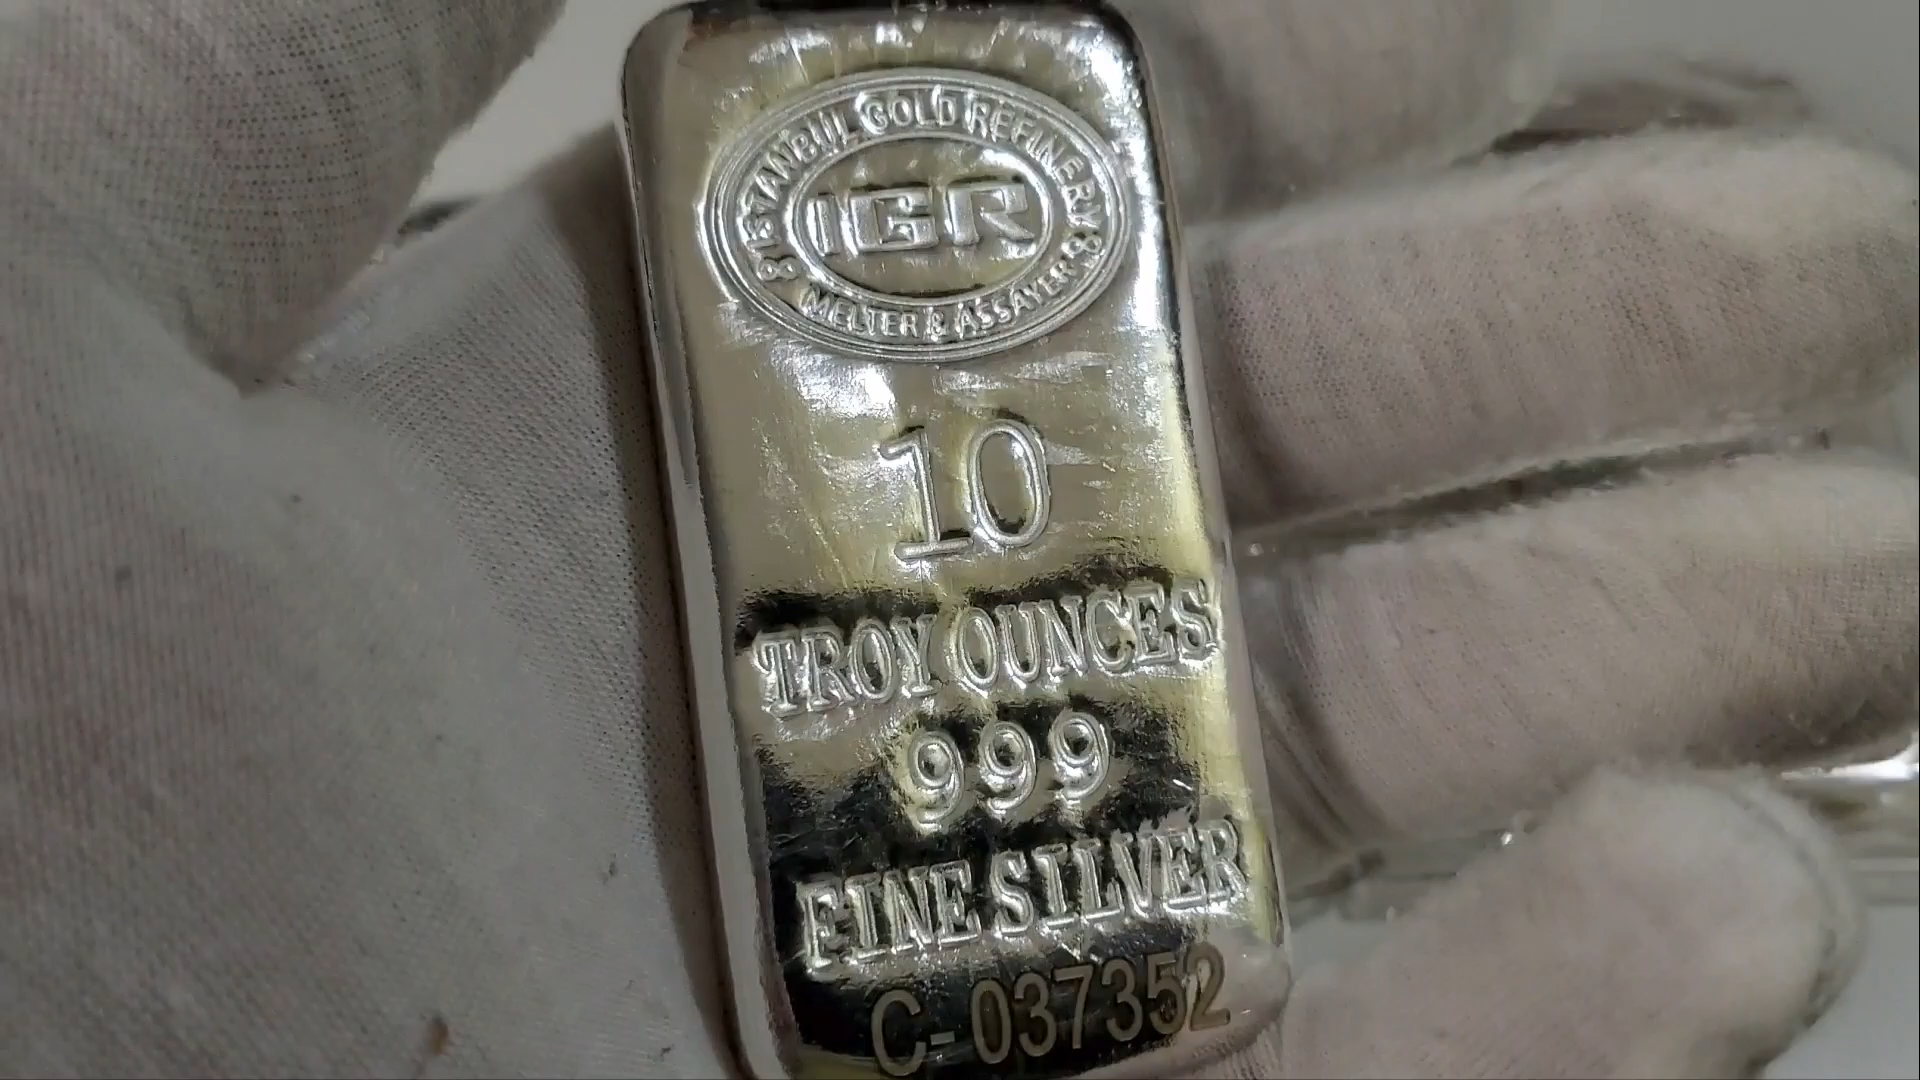 ISTANBUL GOLD REFINERY
IGR
MELTER & ASSAYER
10
TROY OUNCES
999
FINE SILVER
C-037352